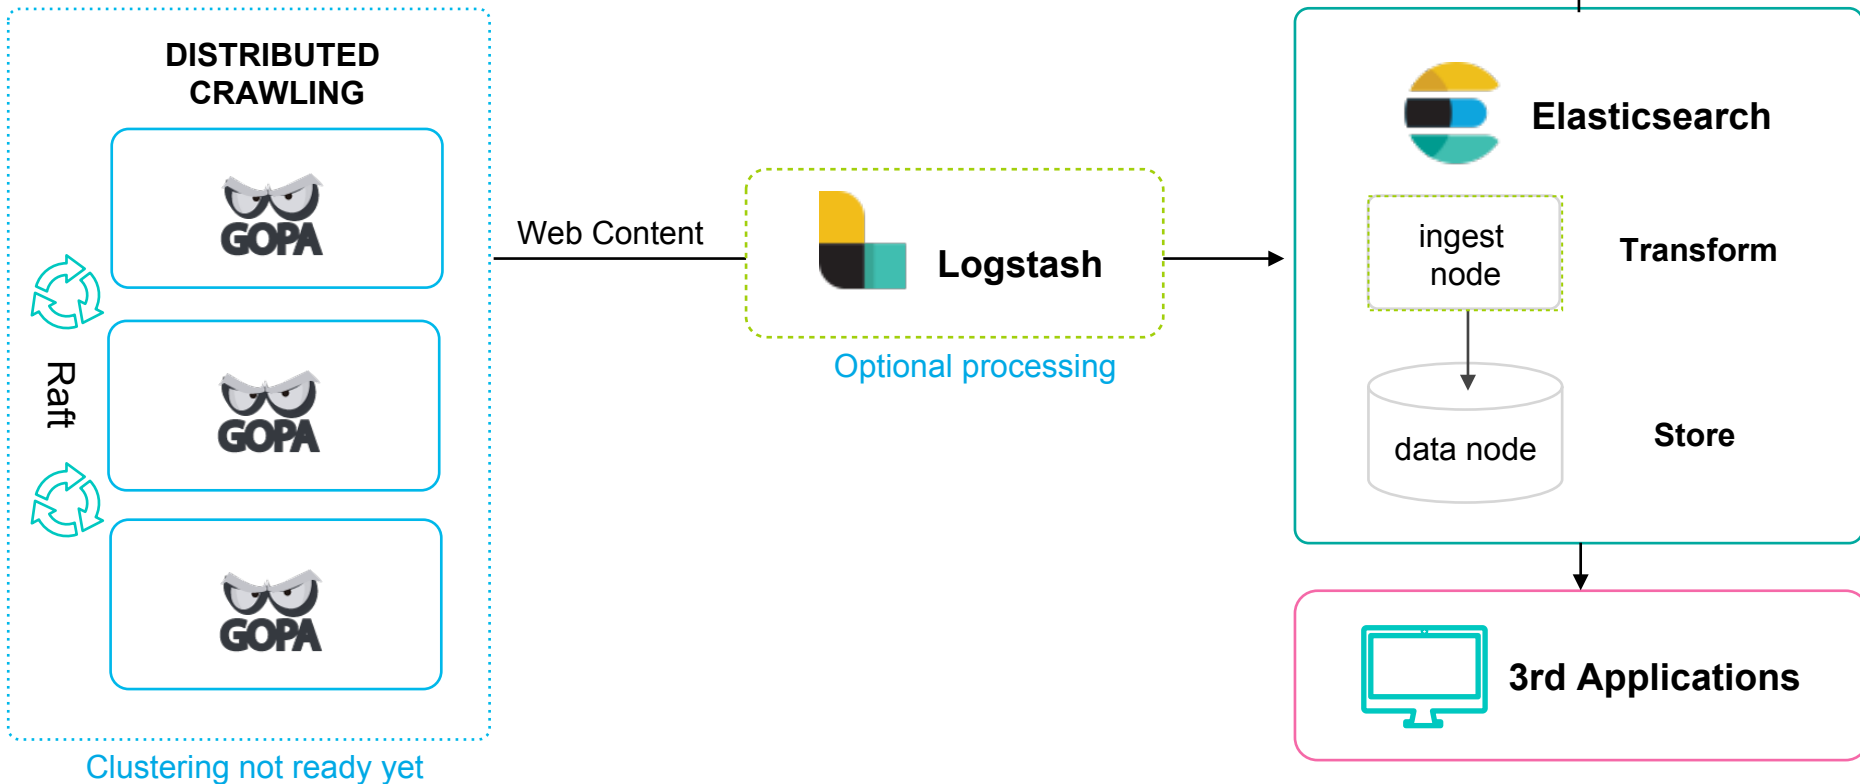 DISTRIBUTED
CRAWLING
GOPA
Raft
GOPA
GOPA
Clustering not ready yet
Web Content
Logstash
Optional processing
Elasticsearch
ingest
node
Transform
data node
Store
3rd Applications